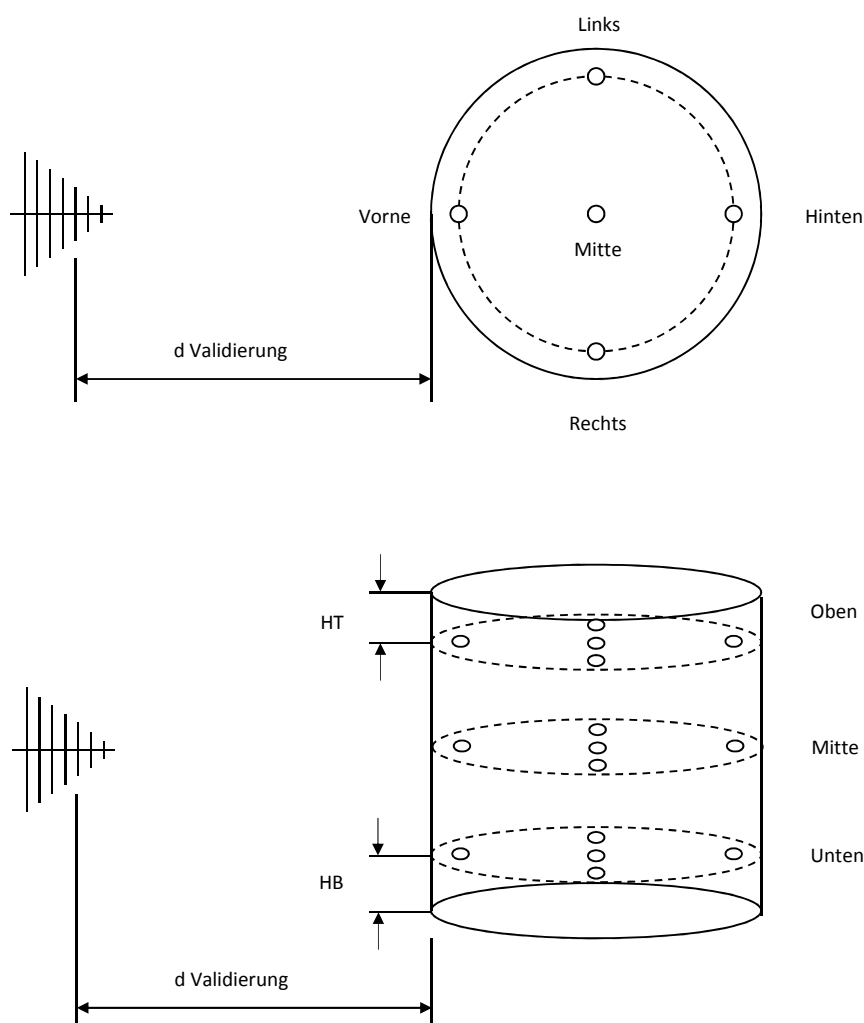 Links
Vorne
Hinten
Mitte
d Validierung
Rechts
Oben
HT
Mitte
Unten
HB
d Validierung